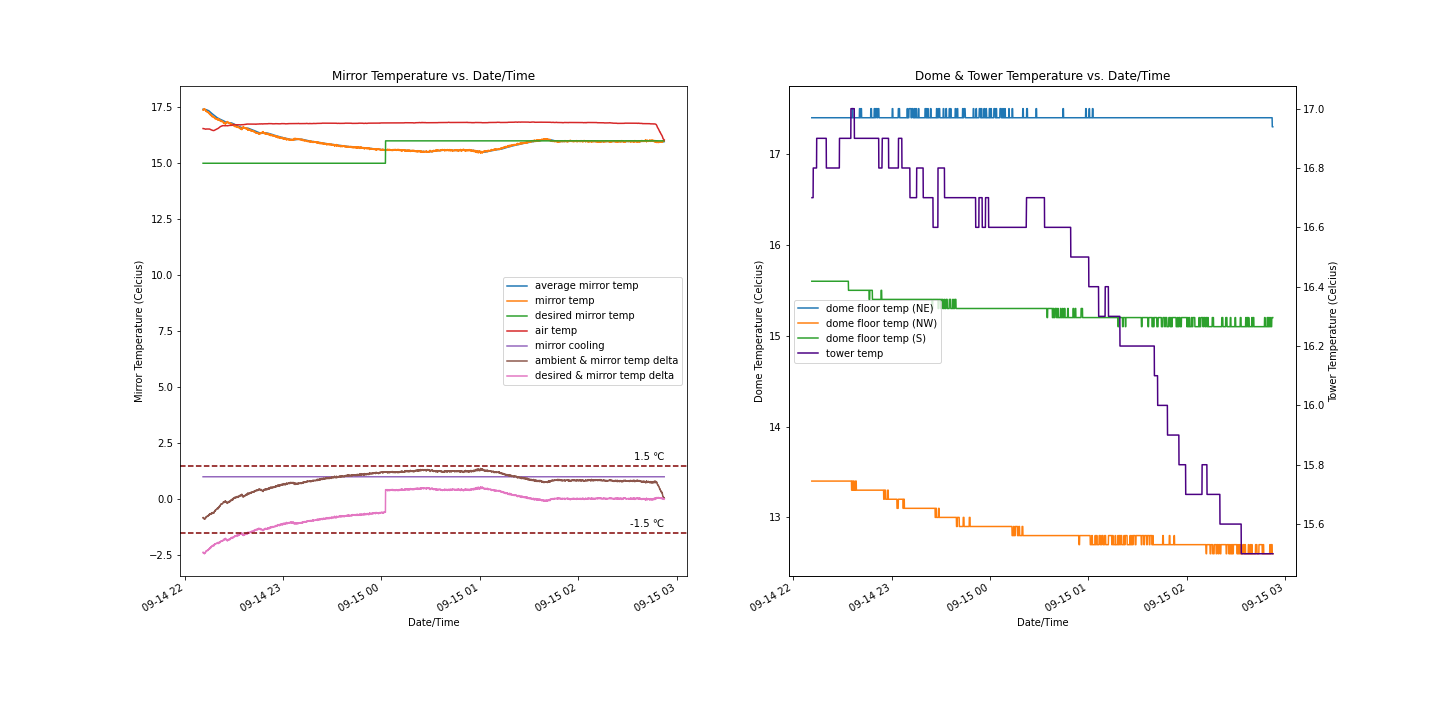 Mirror Temperature vs. Date/Time
Mirror Temperature (Celcius)
17.5
15.0
12.5
10.0
7.5
5.0
2.5
0.0
−2.5
average mirror temp
mirror temp
desired mirror temp
air temp
mirror cooling
ambient & mirror temp delta
desired & mirror temp delta
1.5 °C
-1.5 °C
09-14 22
09-14 23
09-15 00
09-15 01
09-15 02
09-15 03
Date/Time
Dome & Tower Temperature vs. Date/Time
Dome Temperature (Celcius)
17
16
15
14
13
dome floor temp (NE)
dome floor temp (NW)
dome floor temp (S)
tower temp
17.0
16.8
16.6
16.4
16.2
16.0
15.8
15.6
Tower Temperature (Celcius)
09-14 22
09-14 23
09-15 00
09-15 01
09-15 02
09-15 03
Date/Time